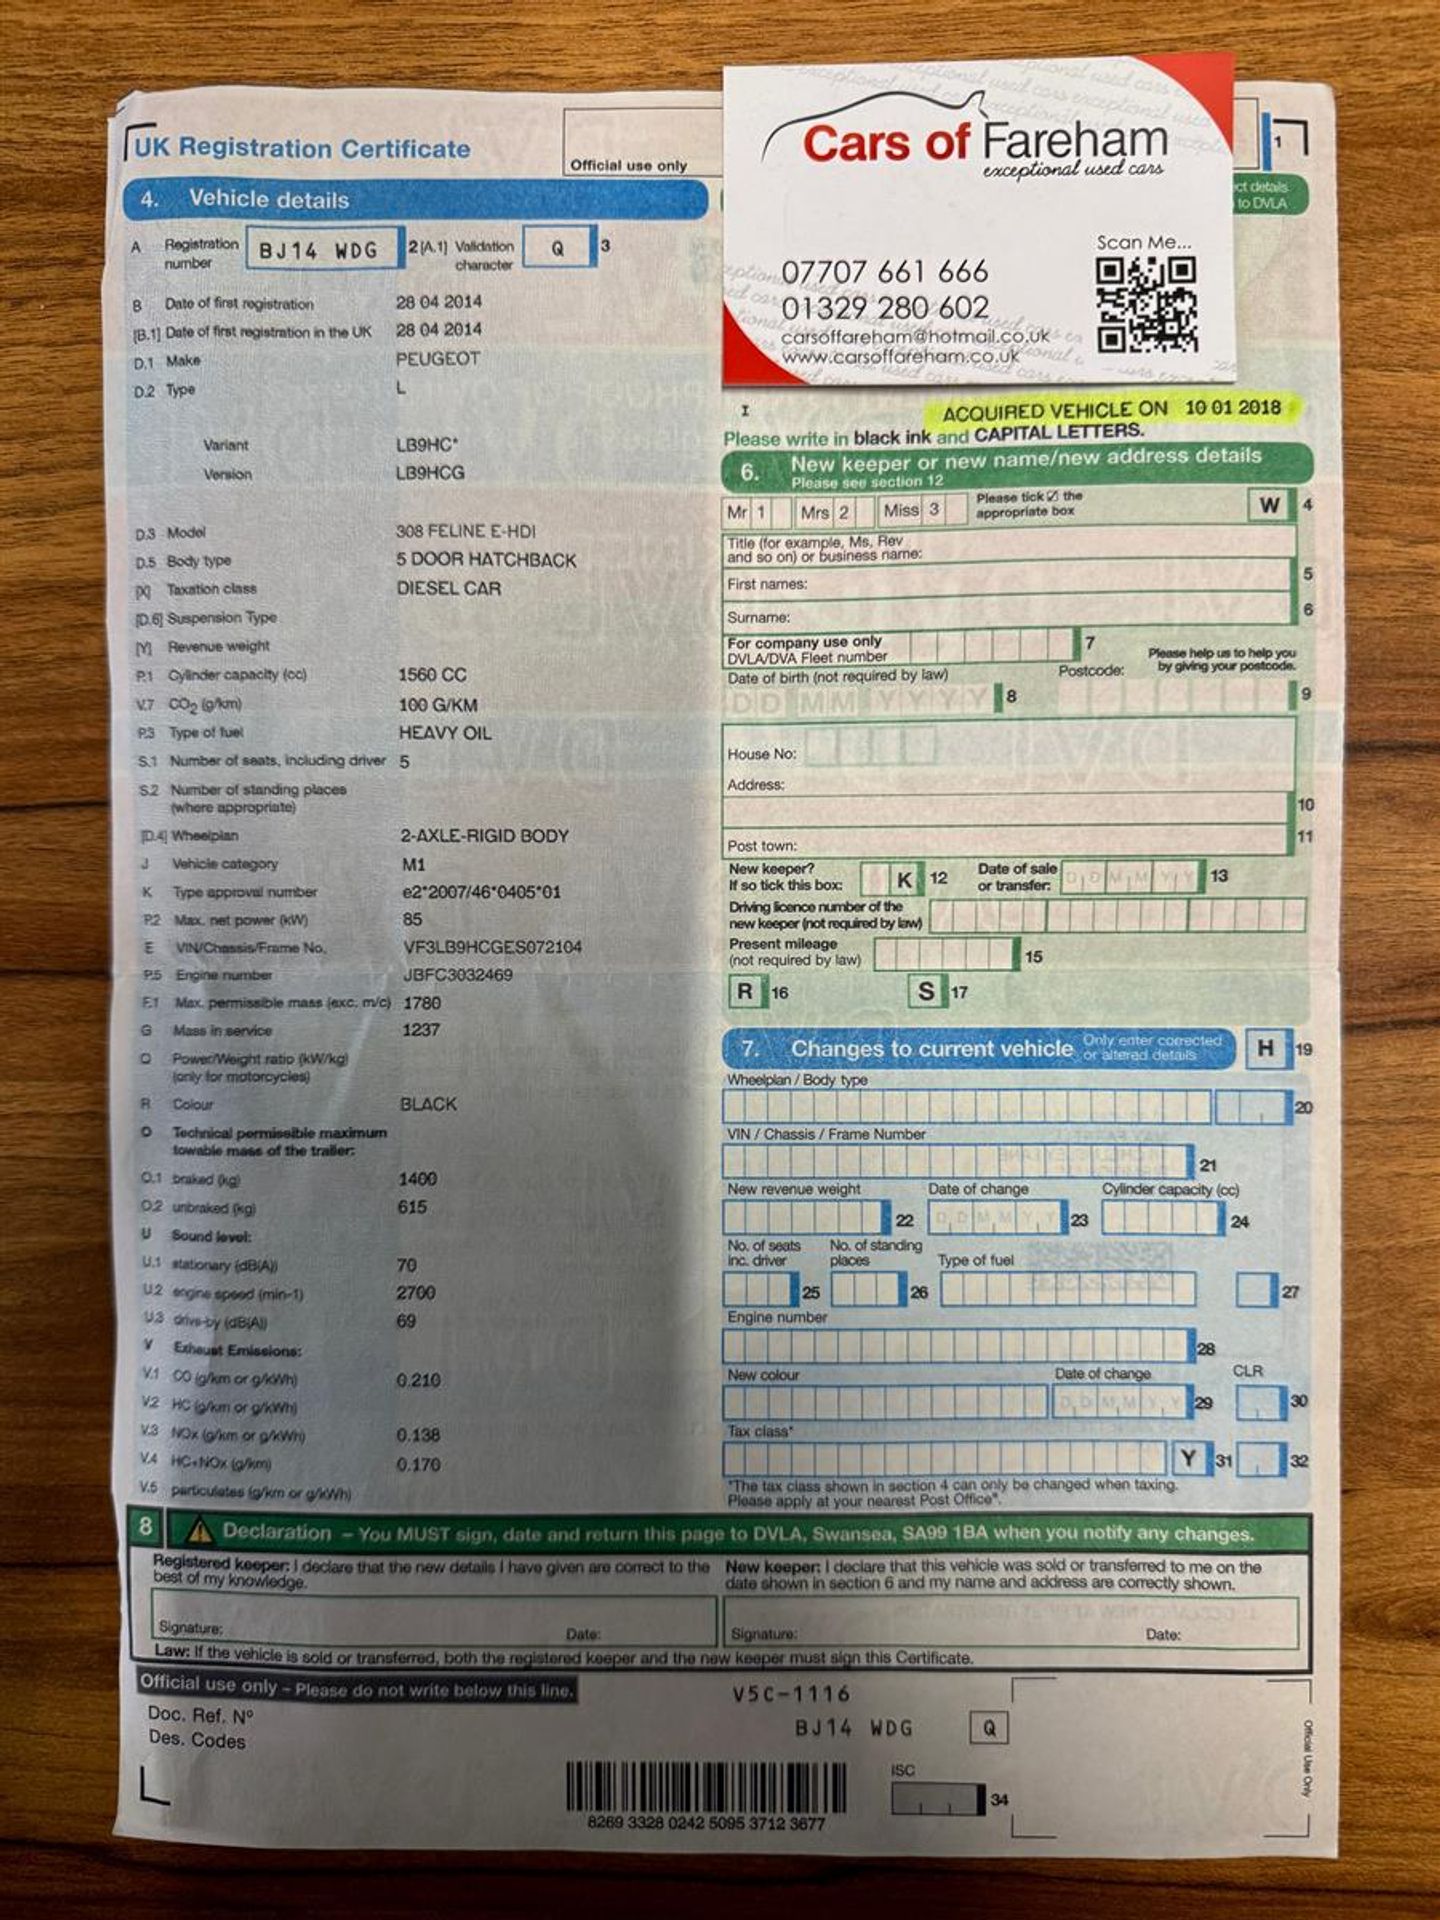 UK Registration Certificate
Official use only
1
4. Vehicle details
A Registration number BJ14 WDG 2 [A.1] Validation character Q 3
B Date of first registration 28 04 2014
[B.1] Date of first registration in the UK 28 04 2014
D.1 Make PEUGEOT
D.2 Type L
Variant LB9HC*
Version LB9HCG
D.3 Model 308 FELINE E-HDI
D.5 Body type 5 DOOR HATCHBACK
[X] Taxation class DIESEL CAR
[D.6] Suspension Type
[Y] Revenue weight
P.1 Cylinder capacity (cc) 1560 CC
V.7 CO2 (g/km) 100 G/KM
P.3 Type of fuel HEAVY OIL
S.1 Number of seats, including driver 5
S.2 Number of standing places
(where appropriate)
[D.4] Wheelplan 2-AXLE-RIGID BODY
J Vehicle category M1
K Type approval number e2*2007/46*0405*01
P.2 Max. net power (kW) 85
E VIN/Chassis/Frame No. VF3LB9HCGES072104
P.5 Engine number JBFC3032469
F.1 Max. permissible mass (exc. m/c) 1780
G Mass in service 1237
Q Power/Weight ratio (kW/kg)
(only for motorcycles)
R Colour BLACK
O Technical permissible maximum
towable mass of the trailer:
O.1 braked (kg) 1400
O.2 unbraked (kg) 615
U Sound level:
U.1 stationary (dB(A)) 70
U.2 engine speed (min-1) 2700
U.3 drive-by (dB(A)) 69
V Exhaust Emissions:
V.1 CO (g/km or g/kWh) 0.210
V.2 HC (g/km or g/kWh)
V.3 NOx (g/km or g/kWh) 0.138
V.4 HC+NOx (g/km) 0.170
V.5 particulates (g/km or g/kWh)
Cars of Fareham
exceptional used cars
Scan Me...
07707 661 666
01329 280 602
carsoffareham@hotmail.co.uk
www.carsoffareham.co.uk
details
to DVLA
I ACQUIRED VEHICLE ON 10 01 2018
Please write in black ink and CAPITAL LETTERS.
6. New keeper or new name/new address details
Please see section 12
Mr 1 Mrs 2 Miss 3 Please tick ☑ the appropriate box W 4
Title (for example, Ms, Rev
and so on) or business name:
First names: 5
Surname: 6
For company use only
DVLA/DVA Fleet number 7
Please help us to help you
by giving your postcode.
Date of birth (not required by law) Postcode:
DD MM YYYY 8 9
House No:
Address:
10
Post town: 11
New keeper?
If so tick this box: K 12 Date of sale or transfer: D D M M Y Y 13
Driving licence number of the
new keeper (not required by law)
Present mileage
(not required by law) 15
R 16 S 17
7. Changes to current vehicle Only enter corrected or altered details H 19
Wheelplan / Body type
20
VIN / Chassis / Frame Number
21
New revenue weight Date of change Cylinder capacity (cc)
22 D D M M Y Y 23 24
No. of seats inc. driver No. of standing places Type of fuel
25 26 27
Engine number
28
New colour Date of change CLR
D D M M Y Y 29 30
Tax class*
Y 31 32
*The tax class shown in section 4 can only be changed when taxing.
Please apply at your nearest Post Office®.
8 Declaration – You MUST sign, date and return this page to DVLA, Swansea, SA99 1BA when you notify any changes.
Registered keeper: I declare that the new details I have given are correct to the
best of my knowledge.
Signature: Date:
New keeper: I declare that this vehicle was sold or transferred to me on the
date shown in section 6 and my name and address are correctly shown.
Signature: Date:
Law: If the vehicle is sold or transferred, both the registered keeper and the new keeper must sign this Certificate.
Official use only – Please do not write below this line.
Doc. Ref. Nº
Des. Codes
V5C-1116
BJ14 WDG Q
8269 3328 0242 5095 3712 3677
ISC
34
Official Use Only